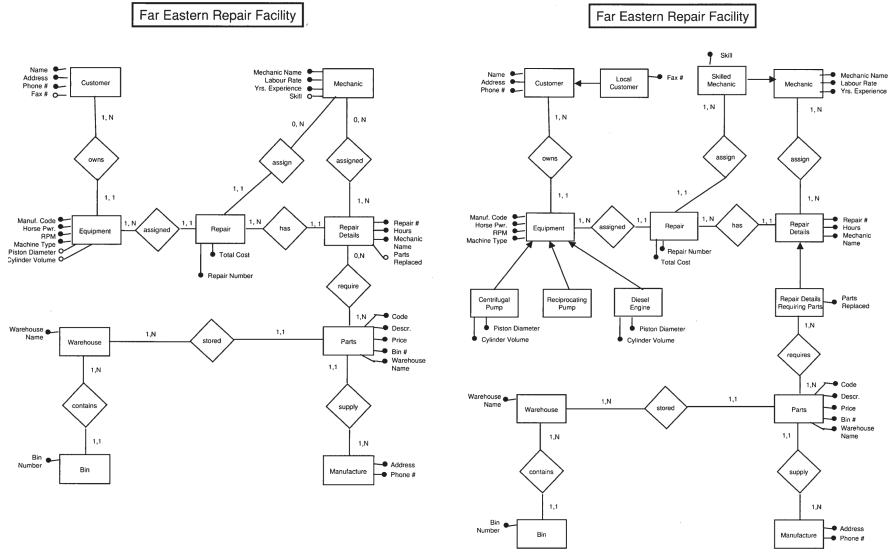 Far Eastern Repair Facility
Name
Address
Phone #
Fax #
Customer
Mechanic Name
Labour Rate
Yrs. Experience
Skill
Mechanic
1, N
0, N
0, N
owns
assign
assigned
1, 1
1, 1
1, N
Manuf. Code
Horse Pwr.
RPM
Machine Type
Piston Diameter
Cylinder Volume
Equipment
1, N
assigned
1, 1
Repair
1, N
has
1, 1
Repair
Details
Repair #
Hours
Mechanic
Name
Parts
Replaced
Total Cost
Repair Number
0,N
require
1,N
Warehouse
Name
Warehouse
1,N
stored
1,1
Parts
Code
Descr.
Price
Bin #
Warehouse
Name
1,N
1,1
contains
supply
1,1
1,N
Bin
Number
Bin
Manufacture
Address
Phone #
Far Eastern Repair Facility
Skill
Name
Address
Phone #
Customer
Local
Customer
Fax #
Skilled
Mechanic
Mechanic
Mechanic Name
Labour Rate
Yrs. Experience
1, N
1, N
1, N
owns
assign
assign
1, 1
1, 1
1, N
Manuf. Code
Horse Pwr.
RPM
Machine Type
Equipment
1, N
assigned
1, 1
Repair
1, N
has
1, 1
Repair
Details
Repair #
Hours
Mechanic
Name
Repair Number
Total Cost
Centrifugal
Pump
Reciprocating
Pump
Diesel
Engine
Repair Details
Requiring Parts
Parts
Replaced
Piston Diameter
Cylinder Volume
Piston Diameter
Cylinder Volume
1,N
requires
1,N
Warehouse
Name
Warehouse
1,N
stored
1,1
Parts
Code
Descr.
Price
Bin #
Warehouse
Name
1,N
1,1
contains
supply
1,1
1,N
Bin
Number
Bin
Manufacture
Address
Phone #